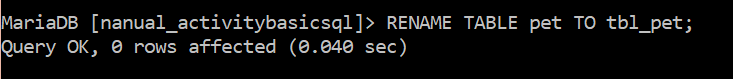 MariaDB [nanual_activitybasicsql]> RENAME TABLE pet TO tbl_pet;
Query OK, 0 rows affected (0.040 sec)